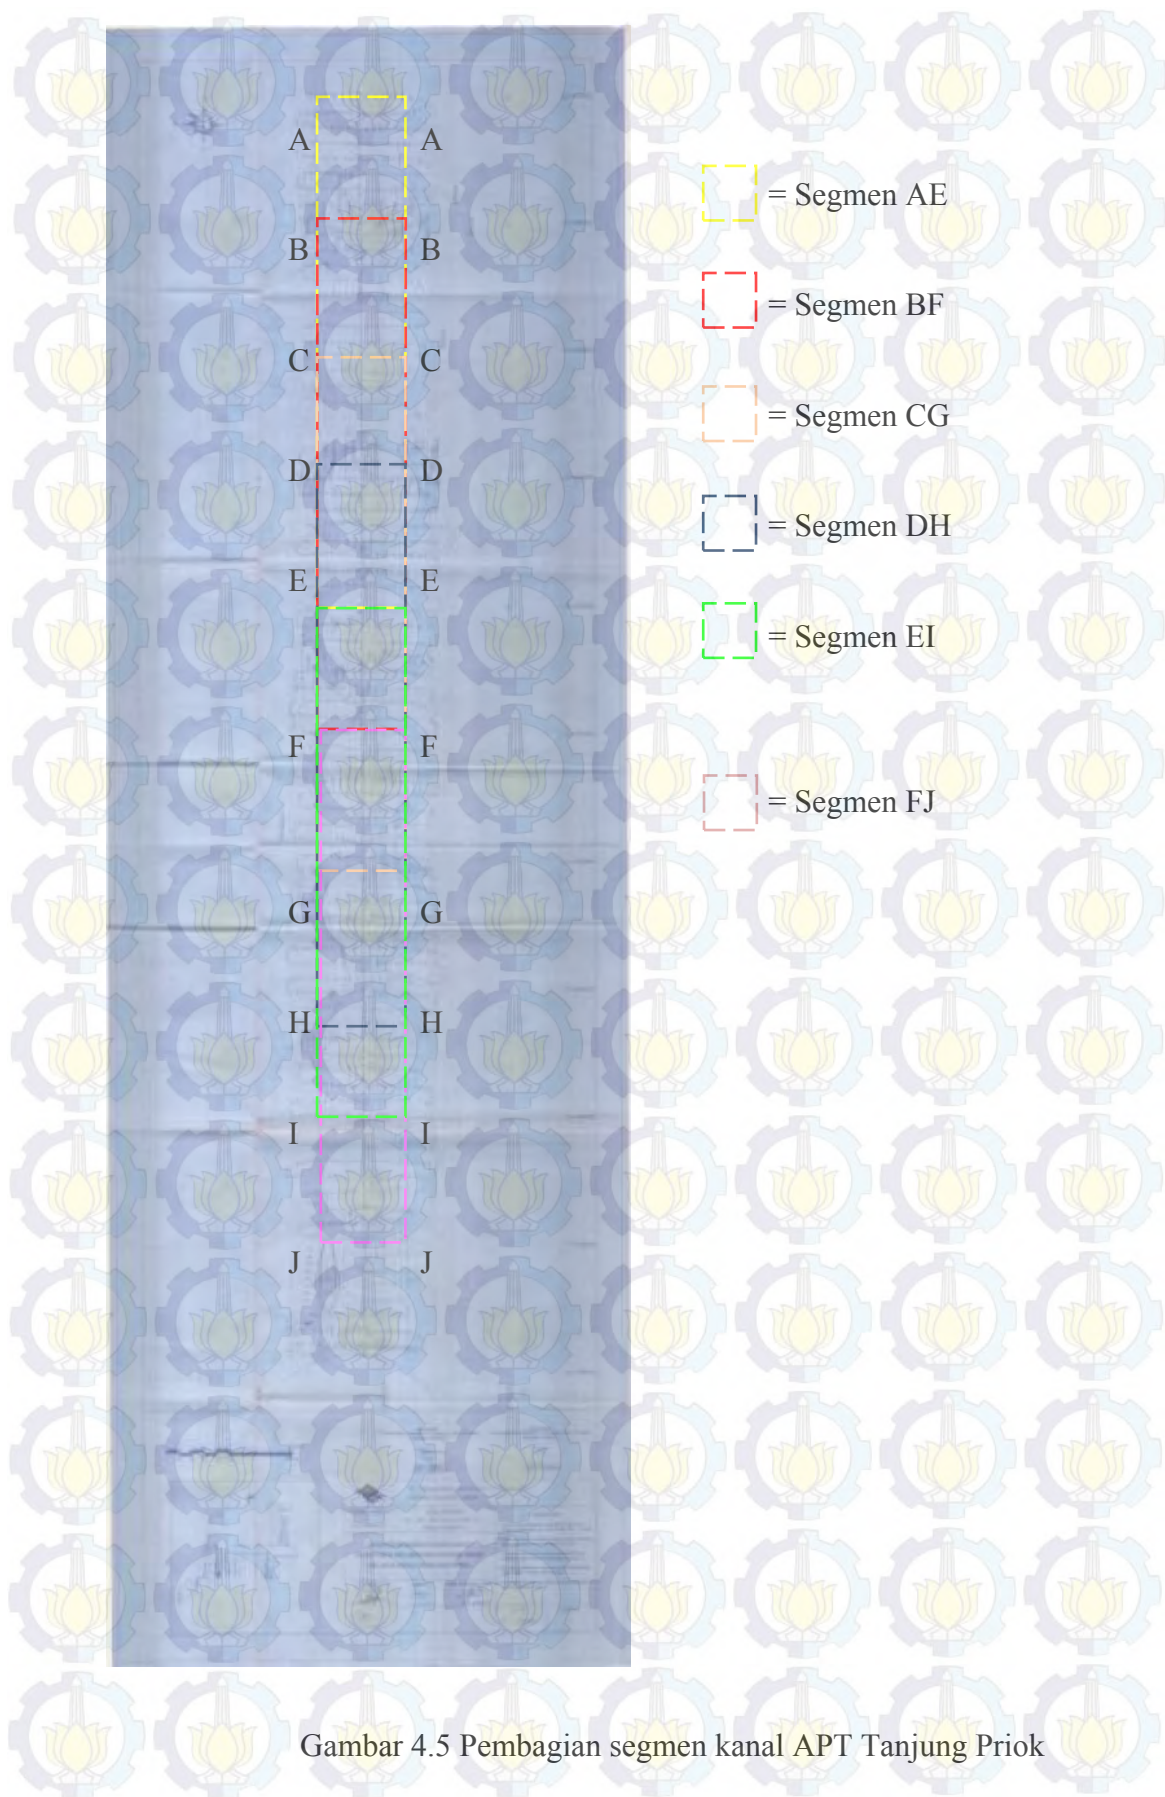 A A
= Segmen AE
B B
= Segmen BF
C C
= Segmen CG
D D
= Segmen DH
E E
= Segmen EI
F F
= Segmen FJ
G G
H H
I I
J J
Gambar 4.5 Pembagian segmen kanal APT Tanjung Priok